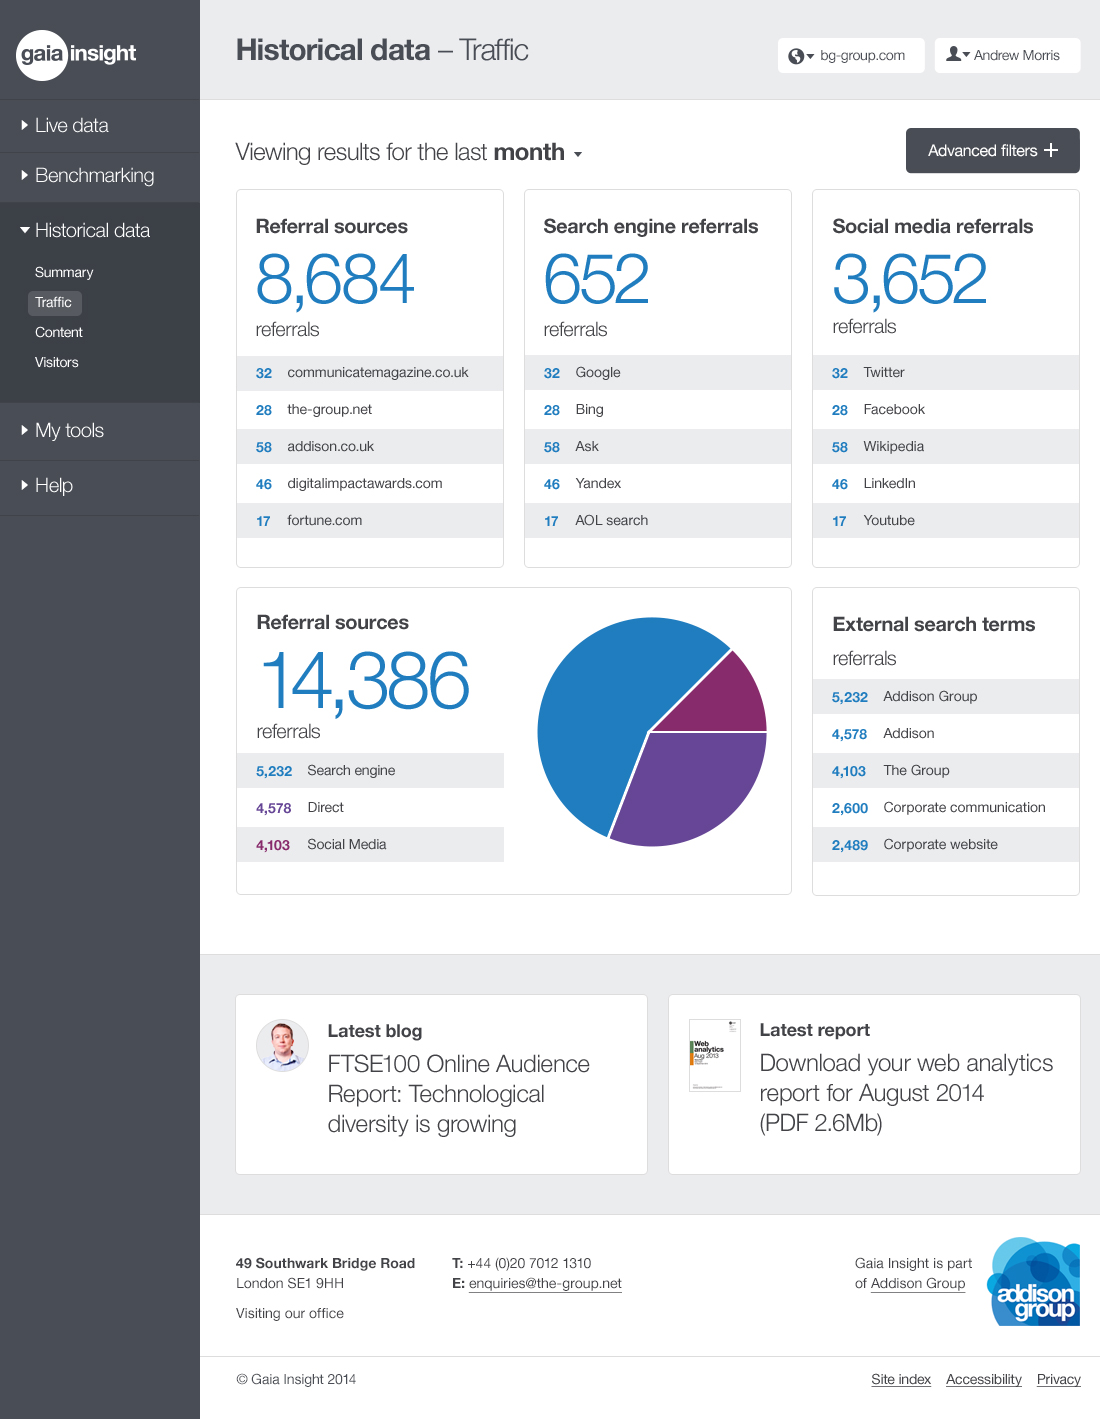 gaia insight
Live data
Benchmarking
Historical data
Summary
Traffic
Content
Visitors
My tools
Help
Historical data – Traffic
bg-group.com
Andrew Morris
Viewing results for the last month
Advanced filters
Referral sources
8,684
referrals
32 communicatemagazine.co.uk
28 the-group.net
58 addison.co.uk
46 digitalimpactawards.com
17 fortune.com
Search engine referrals
652
referrals
32 Google
28 Bing
58 Ask
46 Yandex
17 AOL search
Social media referrals
3,652
referrals
32 Twitter
28 Facebook
58 Wikipedia
46 LinkedIn
17 Youtube
Referral sources
14,386
referrals
5,232 Search engine
4,578 Direct
4,103 Social Media
External search terms
referrals
5,232 Addison Group
4,578 Addison
4,103 The Group
2,600 Corporate communication
2,489 Corporate website
Latest blog
FTSE100 Online Audience
Report: Technological
diversity is growing
Web
analytics
Aug 2013
Latest report
Download your web analytics
report for August 2014
(PDF 2.6Mb)
49 Southwark Bridge Road
London SE1 9HH
Visiting our office
T: +44 (0)20 7012 1310
E: enquiries@the-group.net
Gaia Insight is part
of Addison Group
addison
group
© Gaia Insight 2014
Site index
Accessibility
Privacy